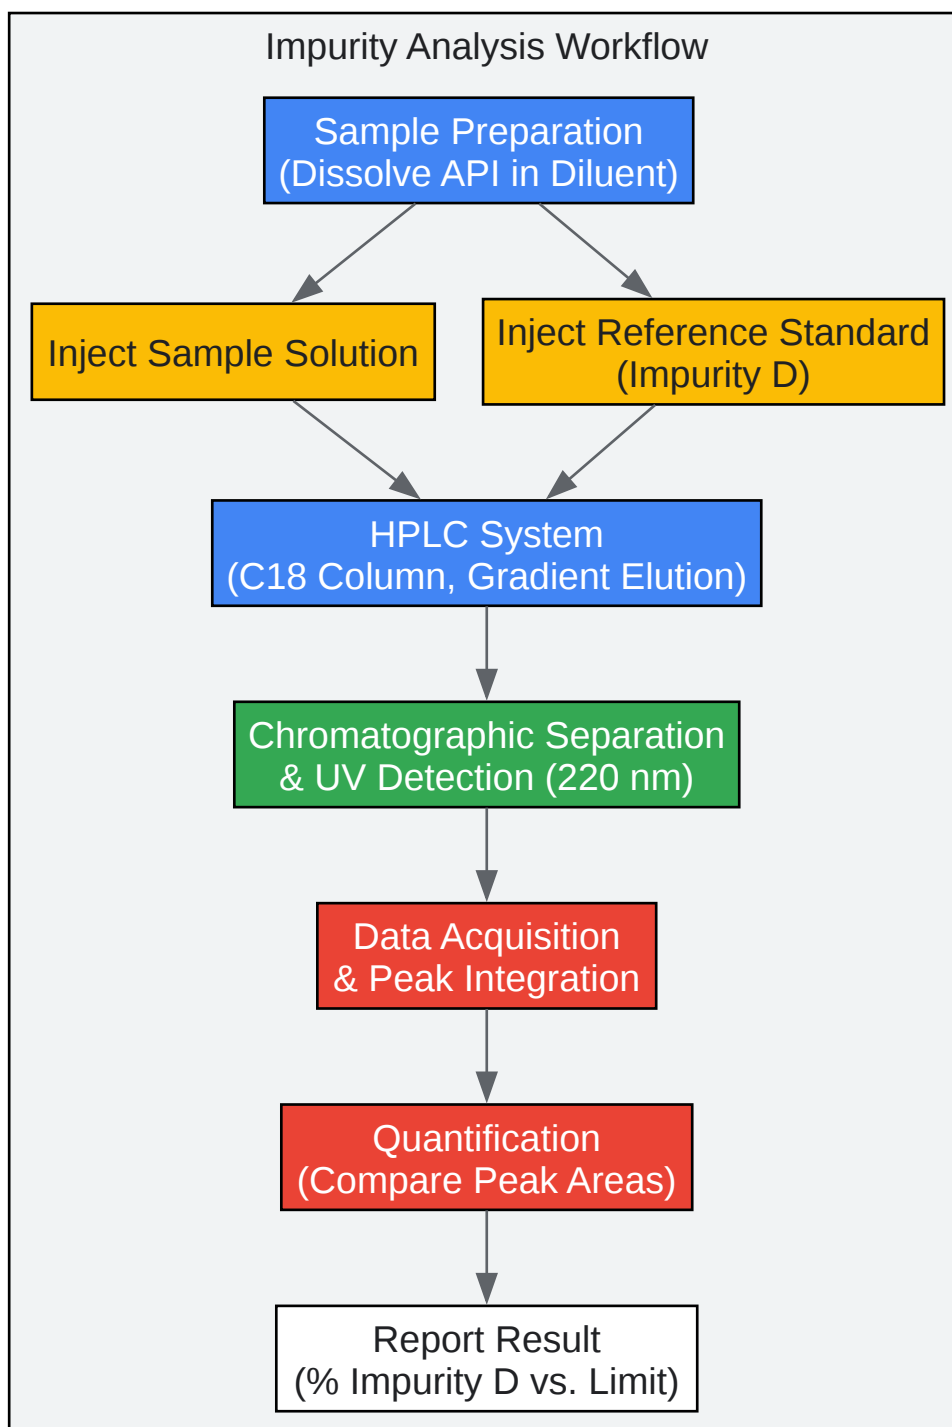 Impurity Analysis Workflow
Sample Preparation
(Dissolve API in Diluent)
Inject Sample Solution
Inject Reference Standard
(Impurity D)
HPLC System
(C18 Column, Gradient Elution)
Chromatographic Separation
& UV Detection (220 nm)
Data Acquisition
& Peak Integration
Quantification
(Compare Peak Areas)
Report Result
(% Impurity D vs. Limit)